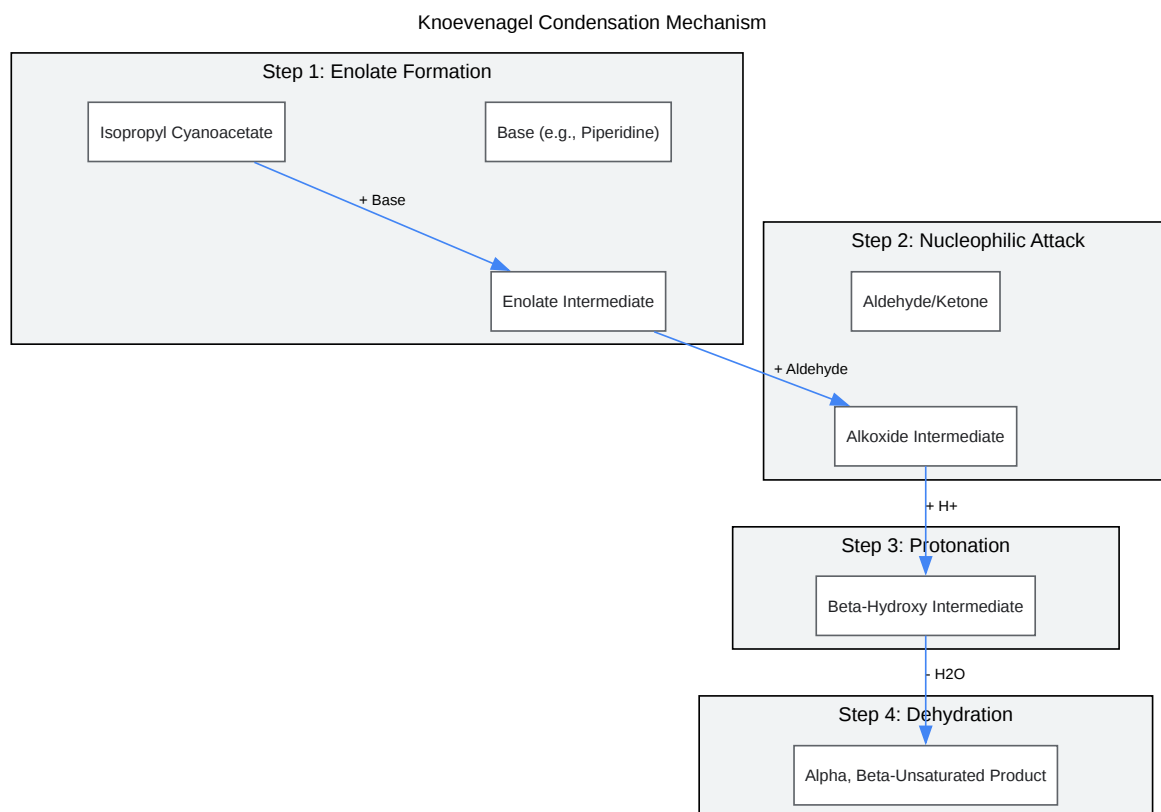 Knoevenagel Condensation Mechanism
Step 1: Enolate Formation
Isopropyl Cyanoacetate
Base (e.g., Piperidine)
+ Base
Enolate Intermediate
Step 2: Nucleophilic Attack
Aldehyde/Ketone
+ Aldehyde
Alkoxide Intermediate
+ H+
Step 3: Protonation
Beta-Hydroxy Intermediate
- H2O
Step 4: Dehydration
Alpha, Beta-Unsaturated Product